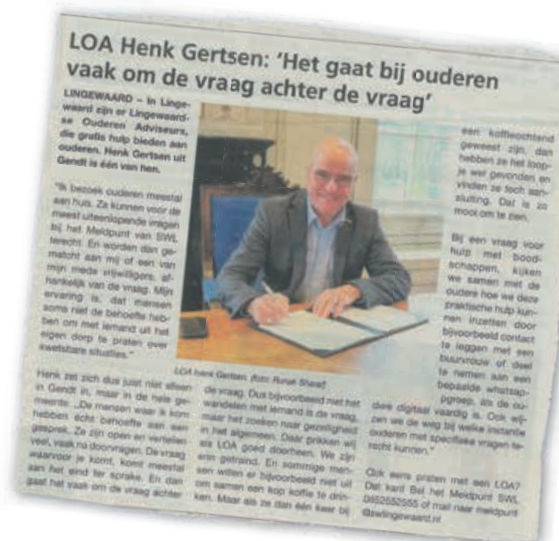 LOA Henk Gertsen: 'Het gaat bij ouderen
vaak om de vraag achter de vraag'
LINGEWAARD – In Linge-
waard zijn er Lingewaard-
se Ouderen Adviseurs,
die gratis hulp bieden aan
ouderen. Henk Gertsen uit
Gendt is één van hen.
"Ik bezoek ouderen meestal
aan huis. Ze kunnen voor de
meest uiteenlopende vragen
bij het Meldpunt van SWL
terecht. En worden dan ge-
matcht aan mij of een van
mijn mede vrijwilligers, af-
hankelijk van de vraag. Mijn
ervaring is, dat mensen
soms niet de behoefte heb-
ben om met iemand uit het
eigen dorp te praten over
kwetsbare situaties."
Henk zet zich dus juist niet alleen
in Gendt in, maar in de hele ge-
meente. „De mensen waar ik kom
hebben écht behoefte aan een
gesprek. Ze zijn open en vertellen
veel, vaak na doorvragen. De vraag
waarvoor je komt, komt meestal
aan het eind ter sprake. En dan
gaat het vaak om de vraag achter
LOA henk Gertsen. (foto:
de vraag. Dus bijvoorbeeld niet het
wandelen met iemand is de vraag,
maar het zoeken naar gezelligheid
in het algemeen. Daar prikken wij
als LOA goed doorheen. We zijn
erin getraind. En sommige men-
sen willen er bijvoorbeeld niet uit
om samen een kop koffie te drin-
ken. Maar als ze dan één keer bij
een koffieochtend
geweest zijn, dan
hebben ze het loop-
je wel gevonden en
vinden ze toch aan-
sluiting. Dat is zo
mooi om te zien.
Bij een vraag voor
hulp met bood-
schappen, kijken
we samen met de
oudere hoe we deze
praktische hulp kun-
nen inzetten door
bijvoorbeeld contact
te leggen met een
buurvrouw of deel
te nemen aan een
bepaalde whatsap-
pgroep, als de ou-
dere digitaal vaardig is. Ook wij-
zen we de weg bij welke instantie
ouderen met specifieke vragen te-
recht kunnen.
Ook eens praten met een LOA?
Dat kan! Bel het Meldpunt SWL
of mail naar meldpunt
@swlingewaard.nl